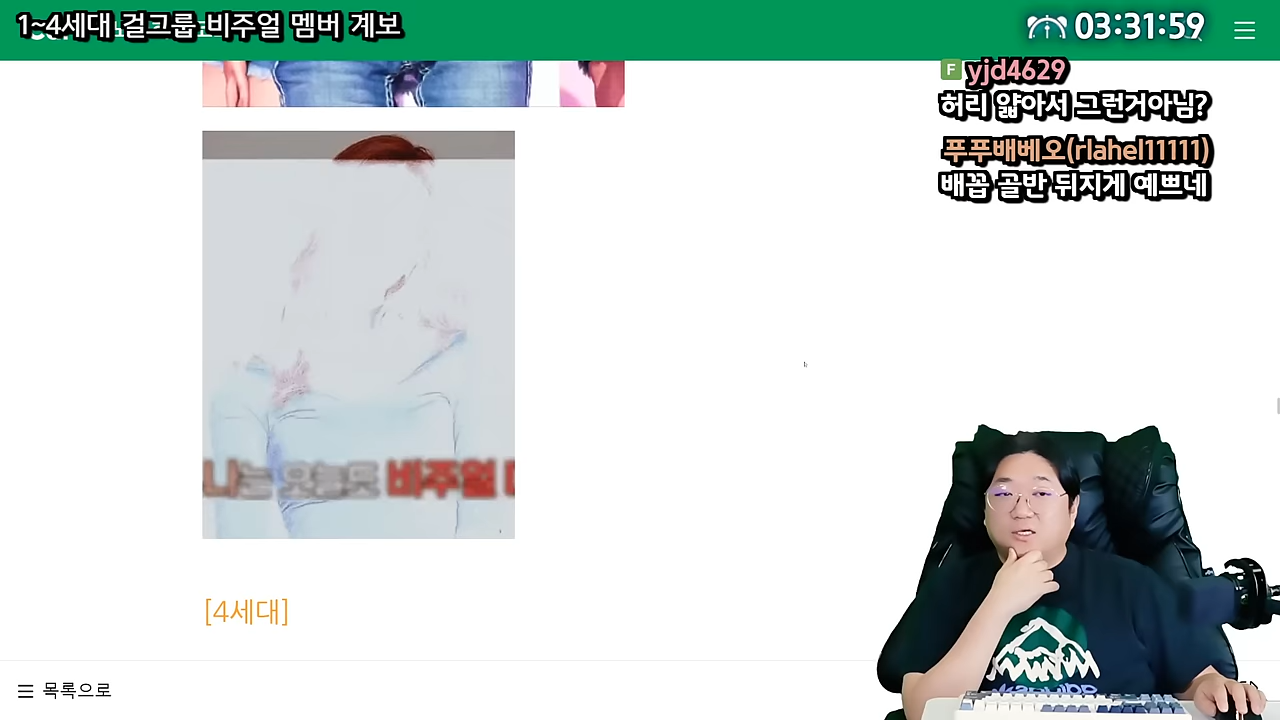 1~4세대 걸그룹 비주얼 멤버 계보
03:31:59
F yjd4629
허리 얇아서 그런거아님?
푸푸배베오(rlahel11111)
배꼽 골반 뒤지게 예쁘네
나는 오늘도 비주얼
[4세대]
목록으로